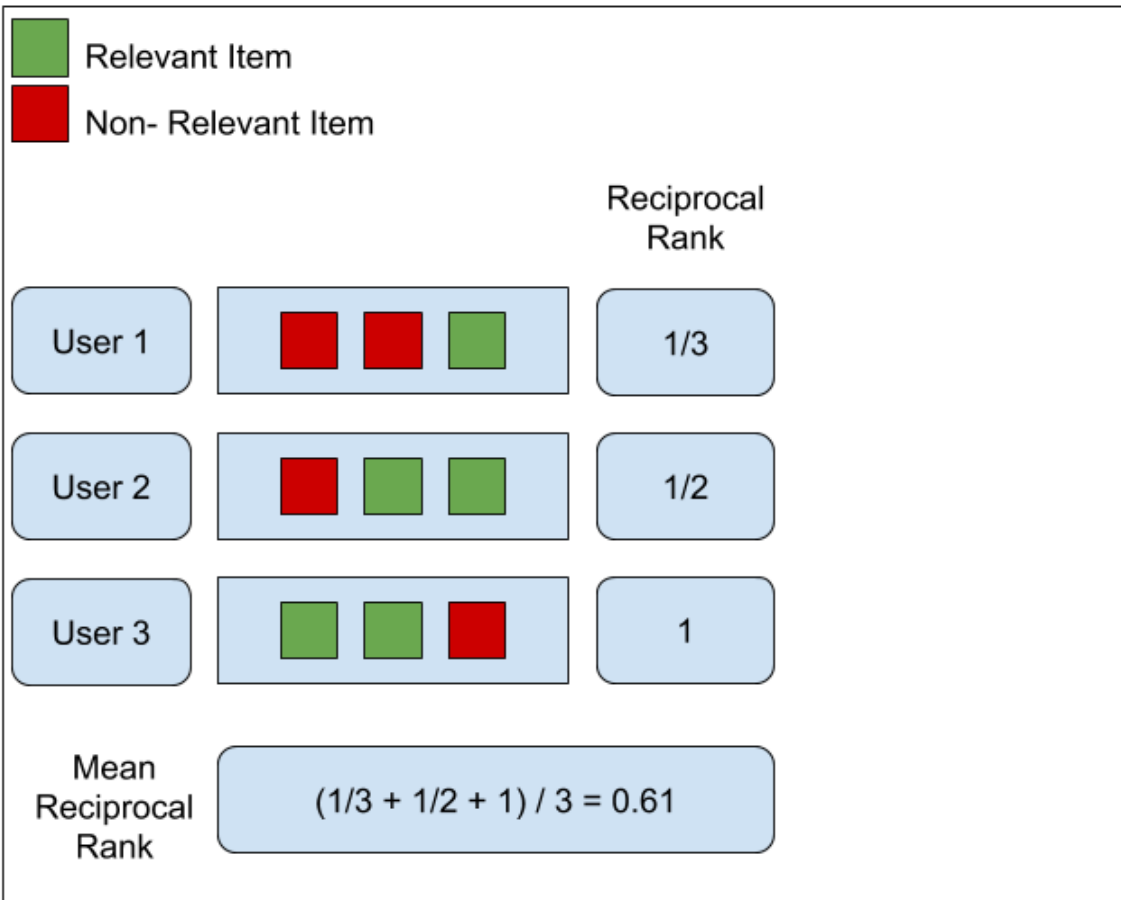 Relevant Item
Non- Relevant Item
Reciprocal
Rank
User 1
1/3
User 2
1/2
User 3
1
Mean
Reciprocal
Rank
(1/3 + 1/2 + 1) / 3 = 0.61